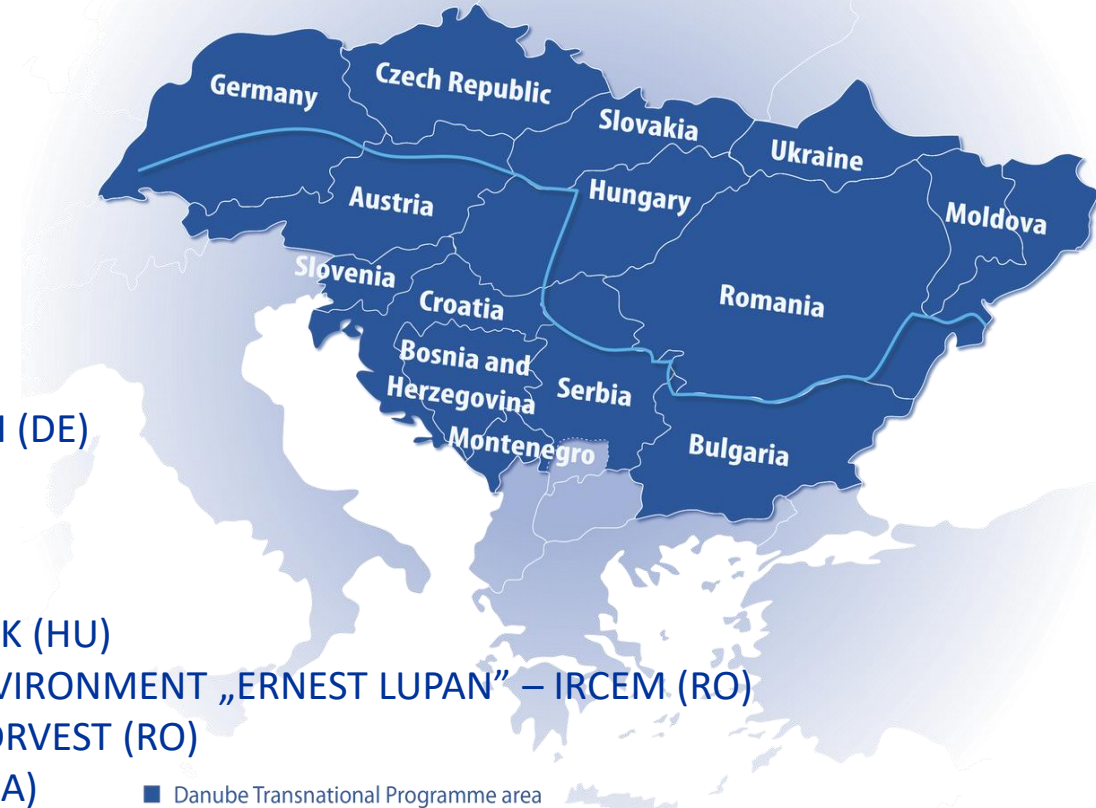 Germany
Czech Republic
Slovakia
Ukraine
Austria
Hungary
Moldova
Slovenia
Croatia
Romania
Bosnia and
Herzegovina
Serbia
Montenegro
Bulgaria
(DE)
K (HU)
VIRONMENT „ERNEST LUPAN” – IRCEM (RO)
ORVEST (RO)
A)
Danube Transnational Programme area